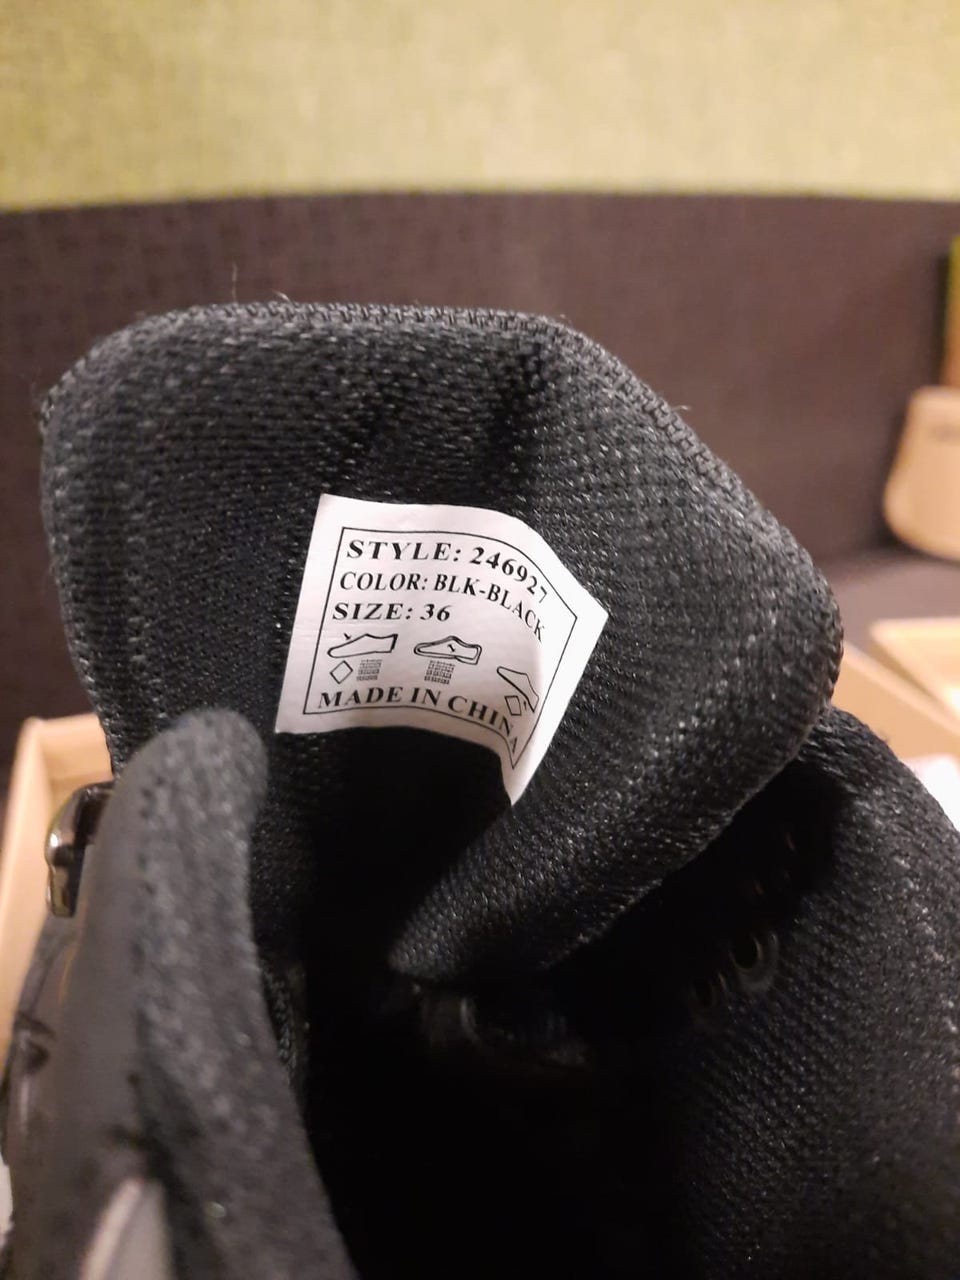 STYLE: 246927
COLOR: BLK-BLACK
SIZE: 36
MADE IN CHINA